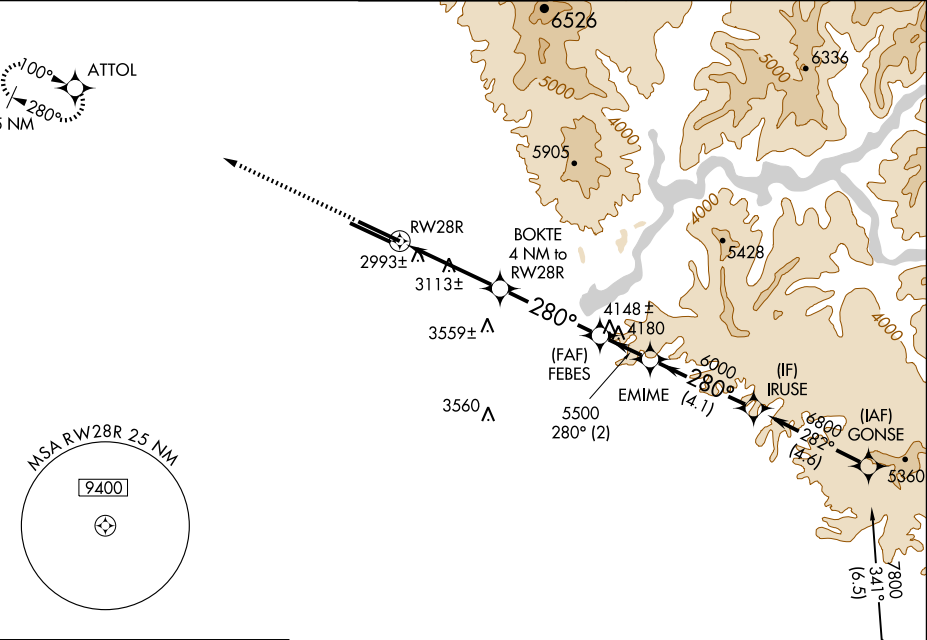 6526
100°
ATTOL
5000
5000
6336
280°
5 NM
4000
5905
4000
RW28R
BOKTE
4 NM to
RW28R
5428
2993±
3113±
280°
4148±
4180
4000
3559±
(FAF)
FEBES
6000
280°
(4.1)
(IF)
IRUSE
EMIME
3560
5500
280° (2)
6800
282°
(4.6)
(IAF)
GONSE
5360
MSA RW28R 25 NM
9400
7800
341°
(6.5)